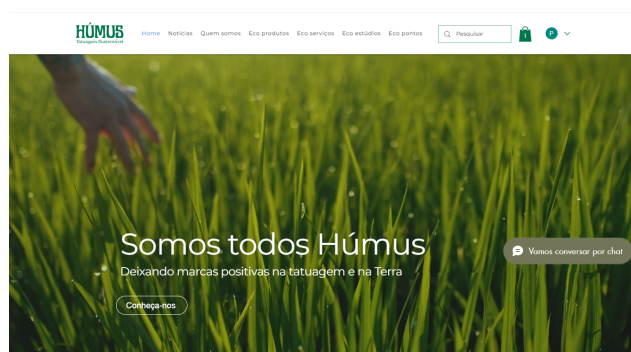 HÚMUS
Tatuagem Sustentável
Home Notícias Quem somos Eco produtos Eco serviços Eco estúdios Eco pontos
Pesquisar
1
P
Somos todos Húmus
Deixando marcas positivas na tatuagem e na Terra
Conheça-nos
Vamos conversar por chat